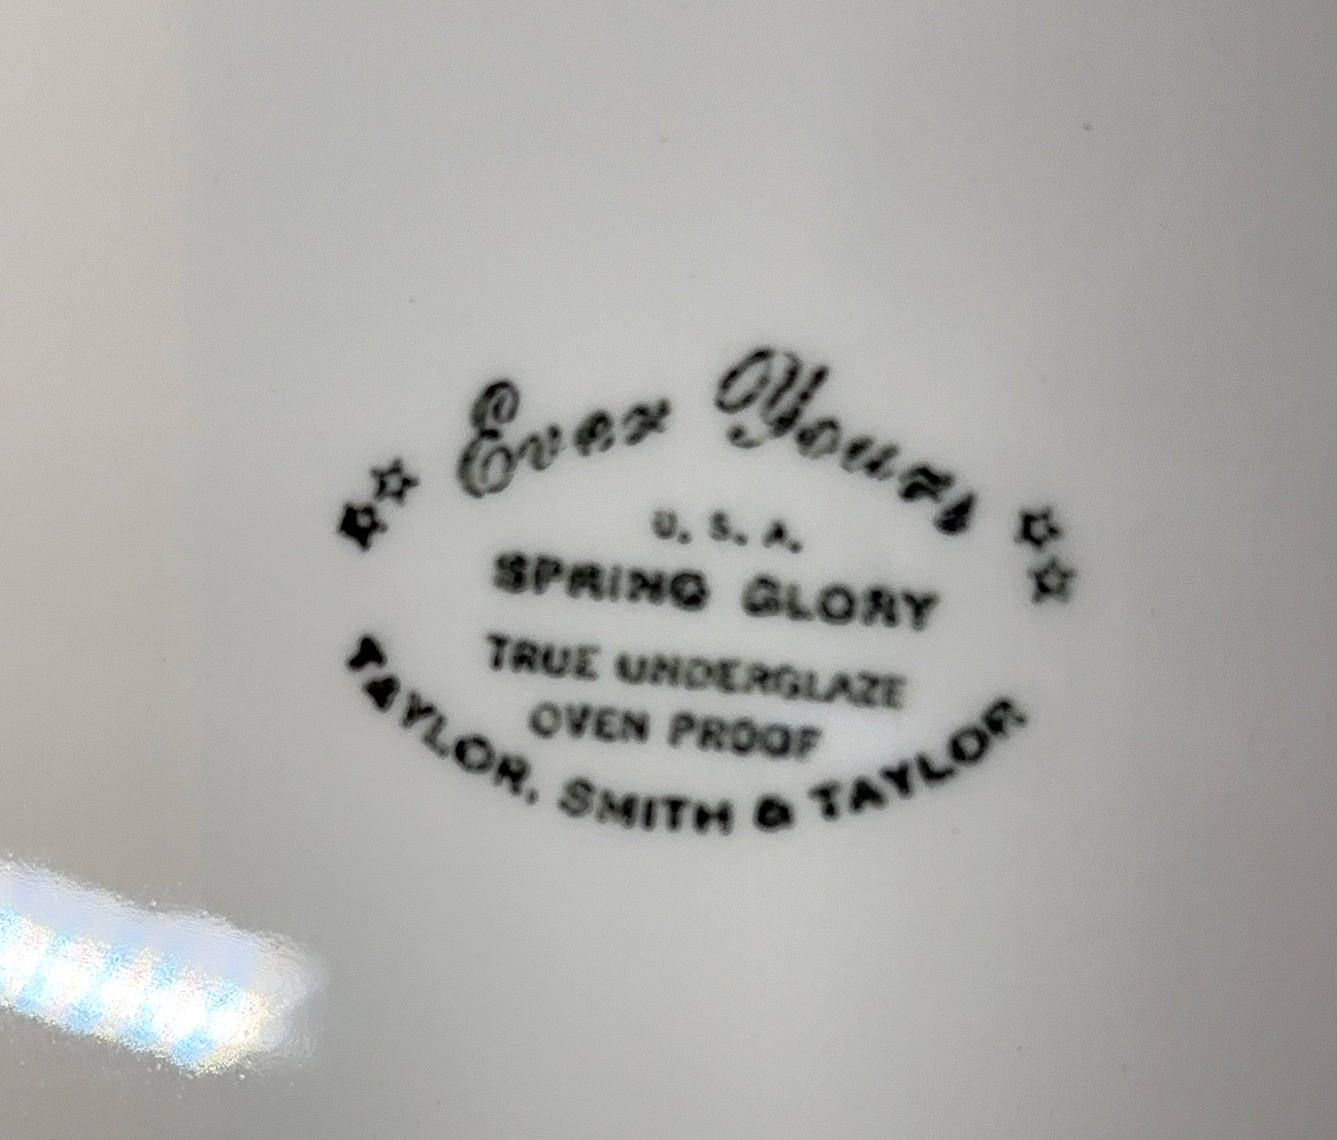 Ever Yours
U. S. A.
SPRING GLORY
TRUE UNDERGLAZE
OVEN PROOF
TAYLOR, SMITH & TAYLOR